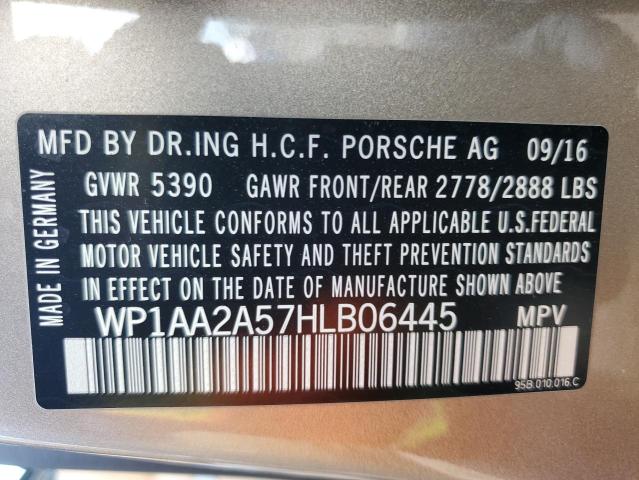 MADE IN GERMANY
MFD BY DR.ING H.C.F. PORSCHE AG 09/16
GVWR 5390 GAWR FRONT/REAR 2778/2888 LBS
THIS VEHICLE CONFORMS TO ALL APPLICABLE U.S.FEDERAL
MOTOR VEHICLE SAFETY AND THEFT PREVENTION STANDARDS
IN EFFECT ON THE DATE OF MANUFACTURE SHOWN ABOVE
WP1AA2A57HLB06445 MPV
95B.010.016.C